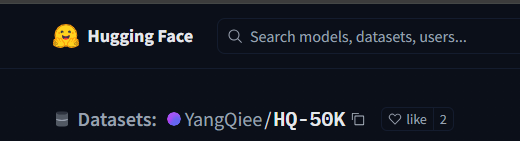 Hugging Face Search models, datasets, users...
Datasets: YangQiee/HQ-50K like 2